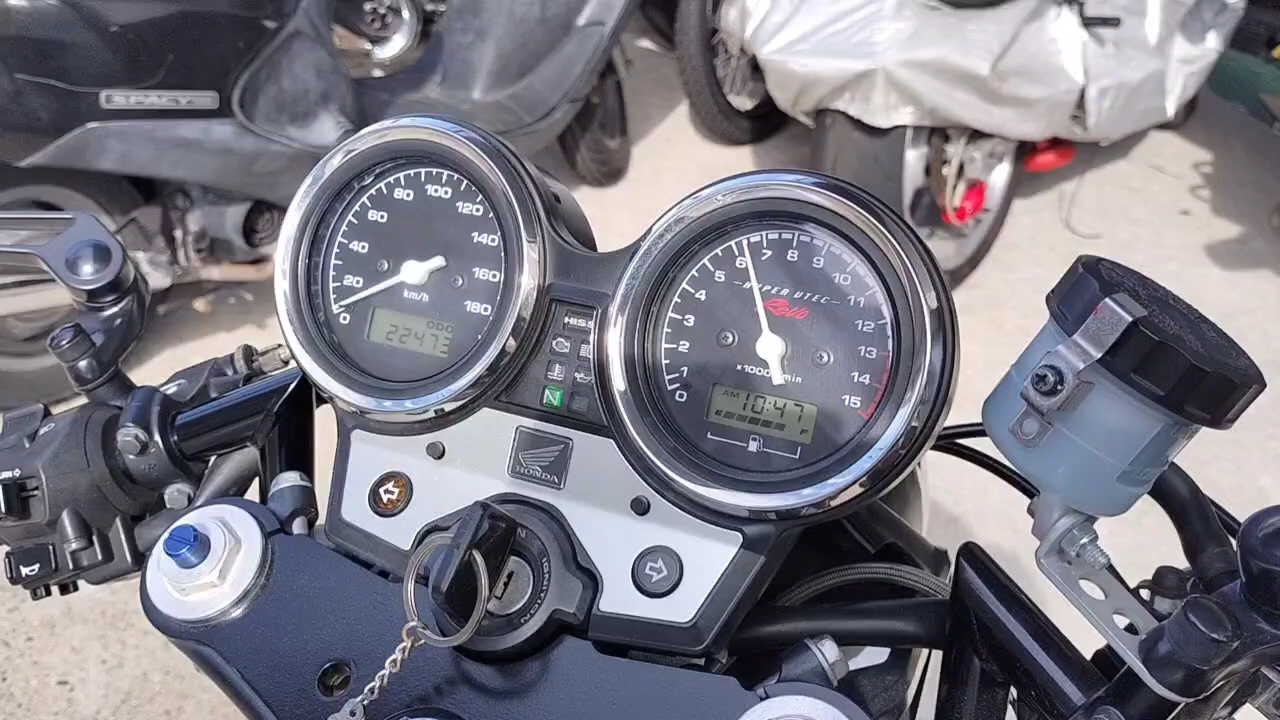 SPACY
0
20
40
60
80
100
120
140
160
180
km/h
ODO
22473
HISS
N
0
1
2
3
4
5
6
7
8
9
10
11
12
13
14
15
HYPER VTEC
Revo
x1000r/min
AM 10:47
F
HONDA
IGNITION